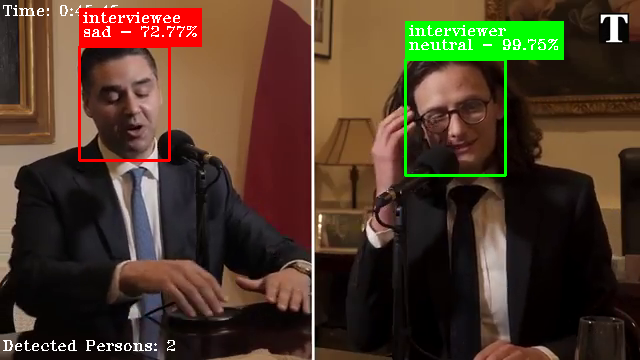 Time: 0:45:45
interviewee
sad - 72.77%
interviewer
neutral - 99.75%
T
Detected Persons: 2